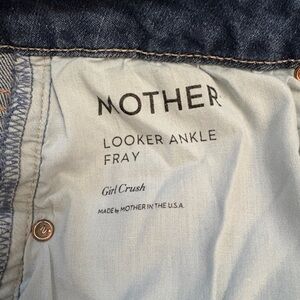 MOTHER
LOOKER ANKLE
FRAY
Girl Crush
MADE by MOTHER IN THE U.S.A.